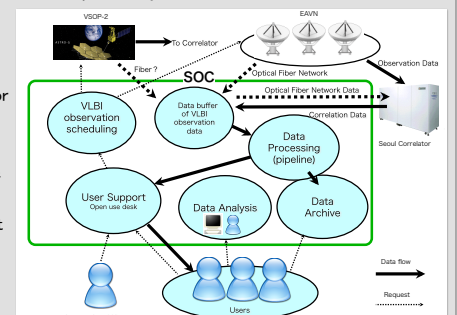 VSOP-2
EAVN
To Correlator
Observation Data
Fiber?
SOC
Optical Fiber Network
Optical Fiber Network Data
Correlation Data
Seoul Correlator
or
VLBI
observation
scheduling
Data buffer
of VLBI
observation
data
Data
Processing
(pipeline)
User Support
Open use desk
Data Analysis
Data
Archive
t
Data flow
Request
Users